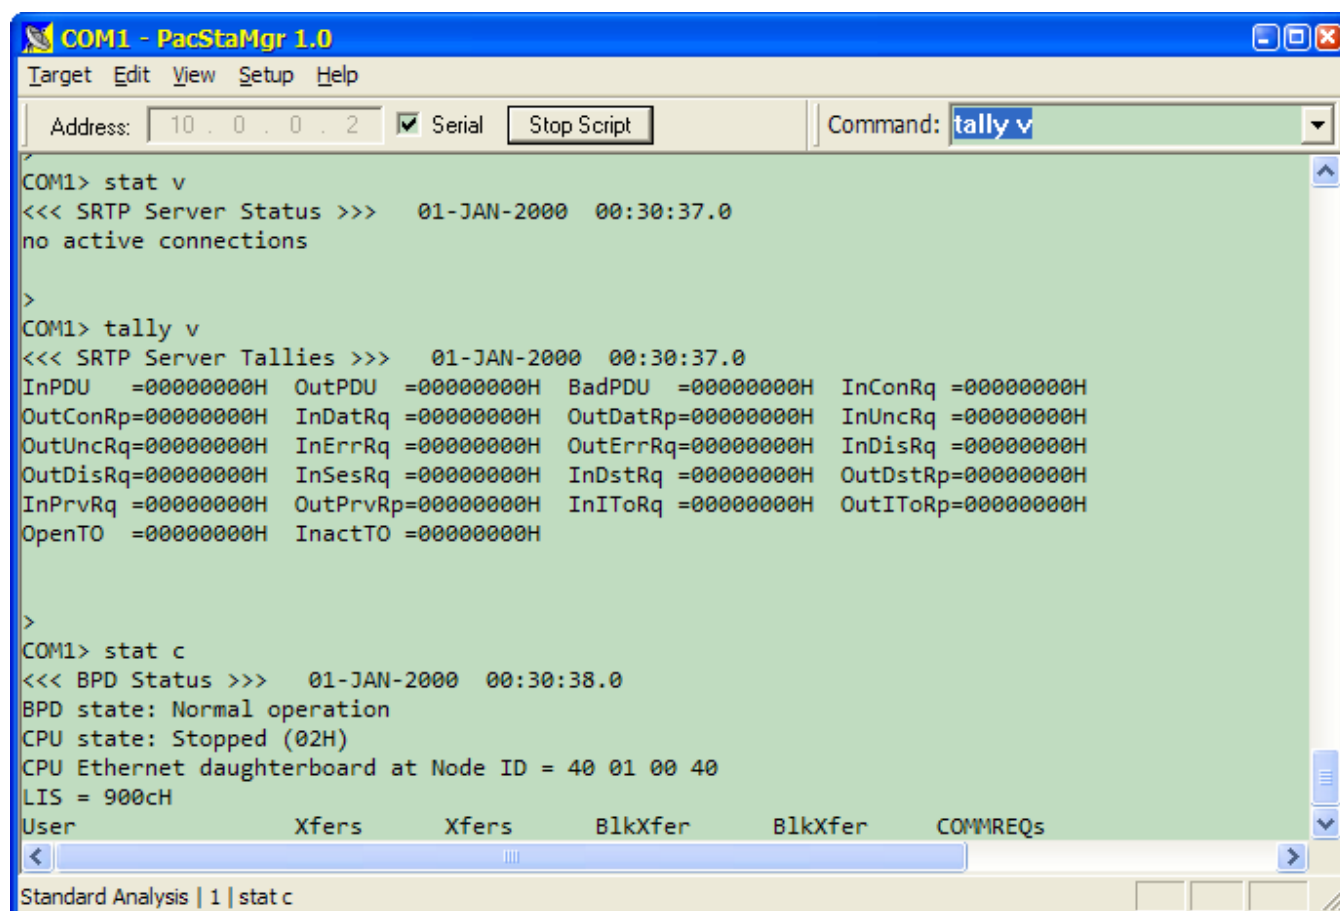 COM1 - PacStaMgr 1.0
Target Edit View Setup Help
Address: 10 . 0 . 0 . 2 Serial Stop Script Command: tally v
>
COM1> stat v
<<< SRTP Server Status >>>   01-JAN-2000  00:30:37.0
no active connections
>
COM1> tally v
<<< SRTP Server Tallies >>>   01-JAN-2000  00:30:37.0
InPDU   =00000000H  OutPDU  =00000000H  BadPDU  =00000000H  InConRq =00000000H
OutConRp=00000000H  InDatRq =00000000H  OutDatRp=00000000H  InUncRq =00000000H
OutUncRq=00000000H  InErrRq =00000000H  OutErrRq=00000000H  InDisRq =00000000H
OutDisRq=00000000H  InSesRq =00000000H  InDstRq =00000000H  OutDstRp=00000000H
InPrvRq =00000000H  OutPrvRp=00000000H  InIToRq =00000000H  OutIToRp=00000000H
OpenTO  =00000000H  InactTO =00000000H
>
COM1> stat c
<<< BPD Status >>>   01-JAN-2000  00:30:38.0
BPD state: Normal operation
CPU state: Stopped (02H)
CPU Ethernet daughterboard at Node ID = 40 01 00 40
LIS = 900cH
User                Xfers      Xfers      BlkXfer      BlkXfer     COMMREQs
Standard Analysis | 1 | stat c